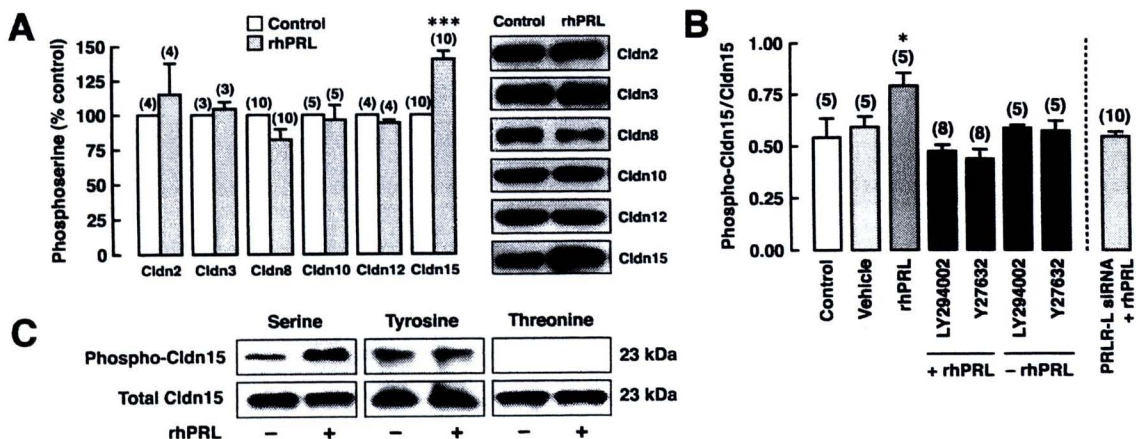 A
Control
rhPRL
Phosphoserine (% control)
150
125
100
75
50
25
0
(4)
(4)
(3)
(3)
(10)
(10)
(5)
(5)
(4)
(4)
(10)
***
(10)
Cldn2
Cldn3
Cldn8
Cldn10
Cldn12
Cldn15
Control rhPRL
Cldn2
Cldn3
Cldn8
Cldn10
Cldn12
Cldn15
B
Phospho-Cldn15/Cldn15
1.00
0.75
0.50
0.25
0.00
(5)
(5)
*
(5)
(8)
(8)
(5)
(5)
(10)
Control
Vehicle
rhPRL
LY294002
Y27632
LY294002
Y27632
PRLR-L siRNA
+ rhPRL
+ rhPRL
– rhPRL
C
Serine Tyrosine Threonine
Phospho-Cldn15 23 kDa
Total Cldn15 23 kDa
rhPRL – + – + – +